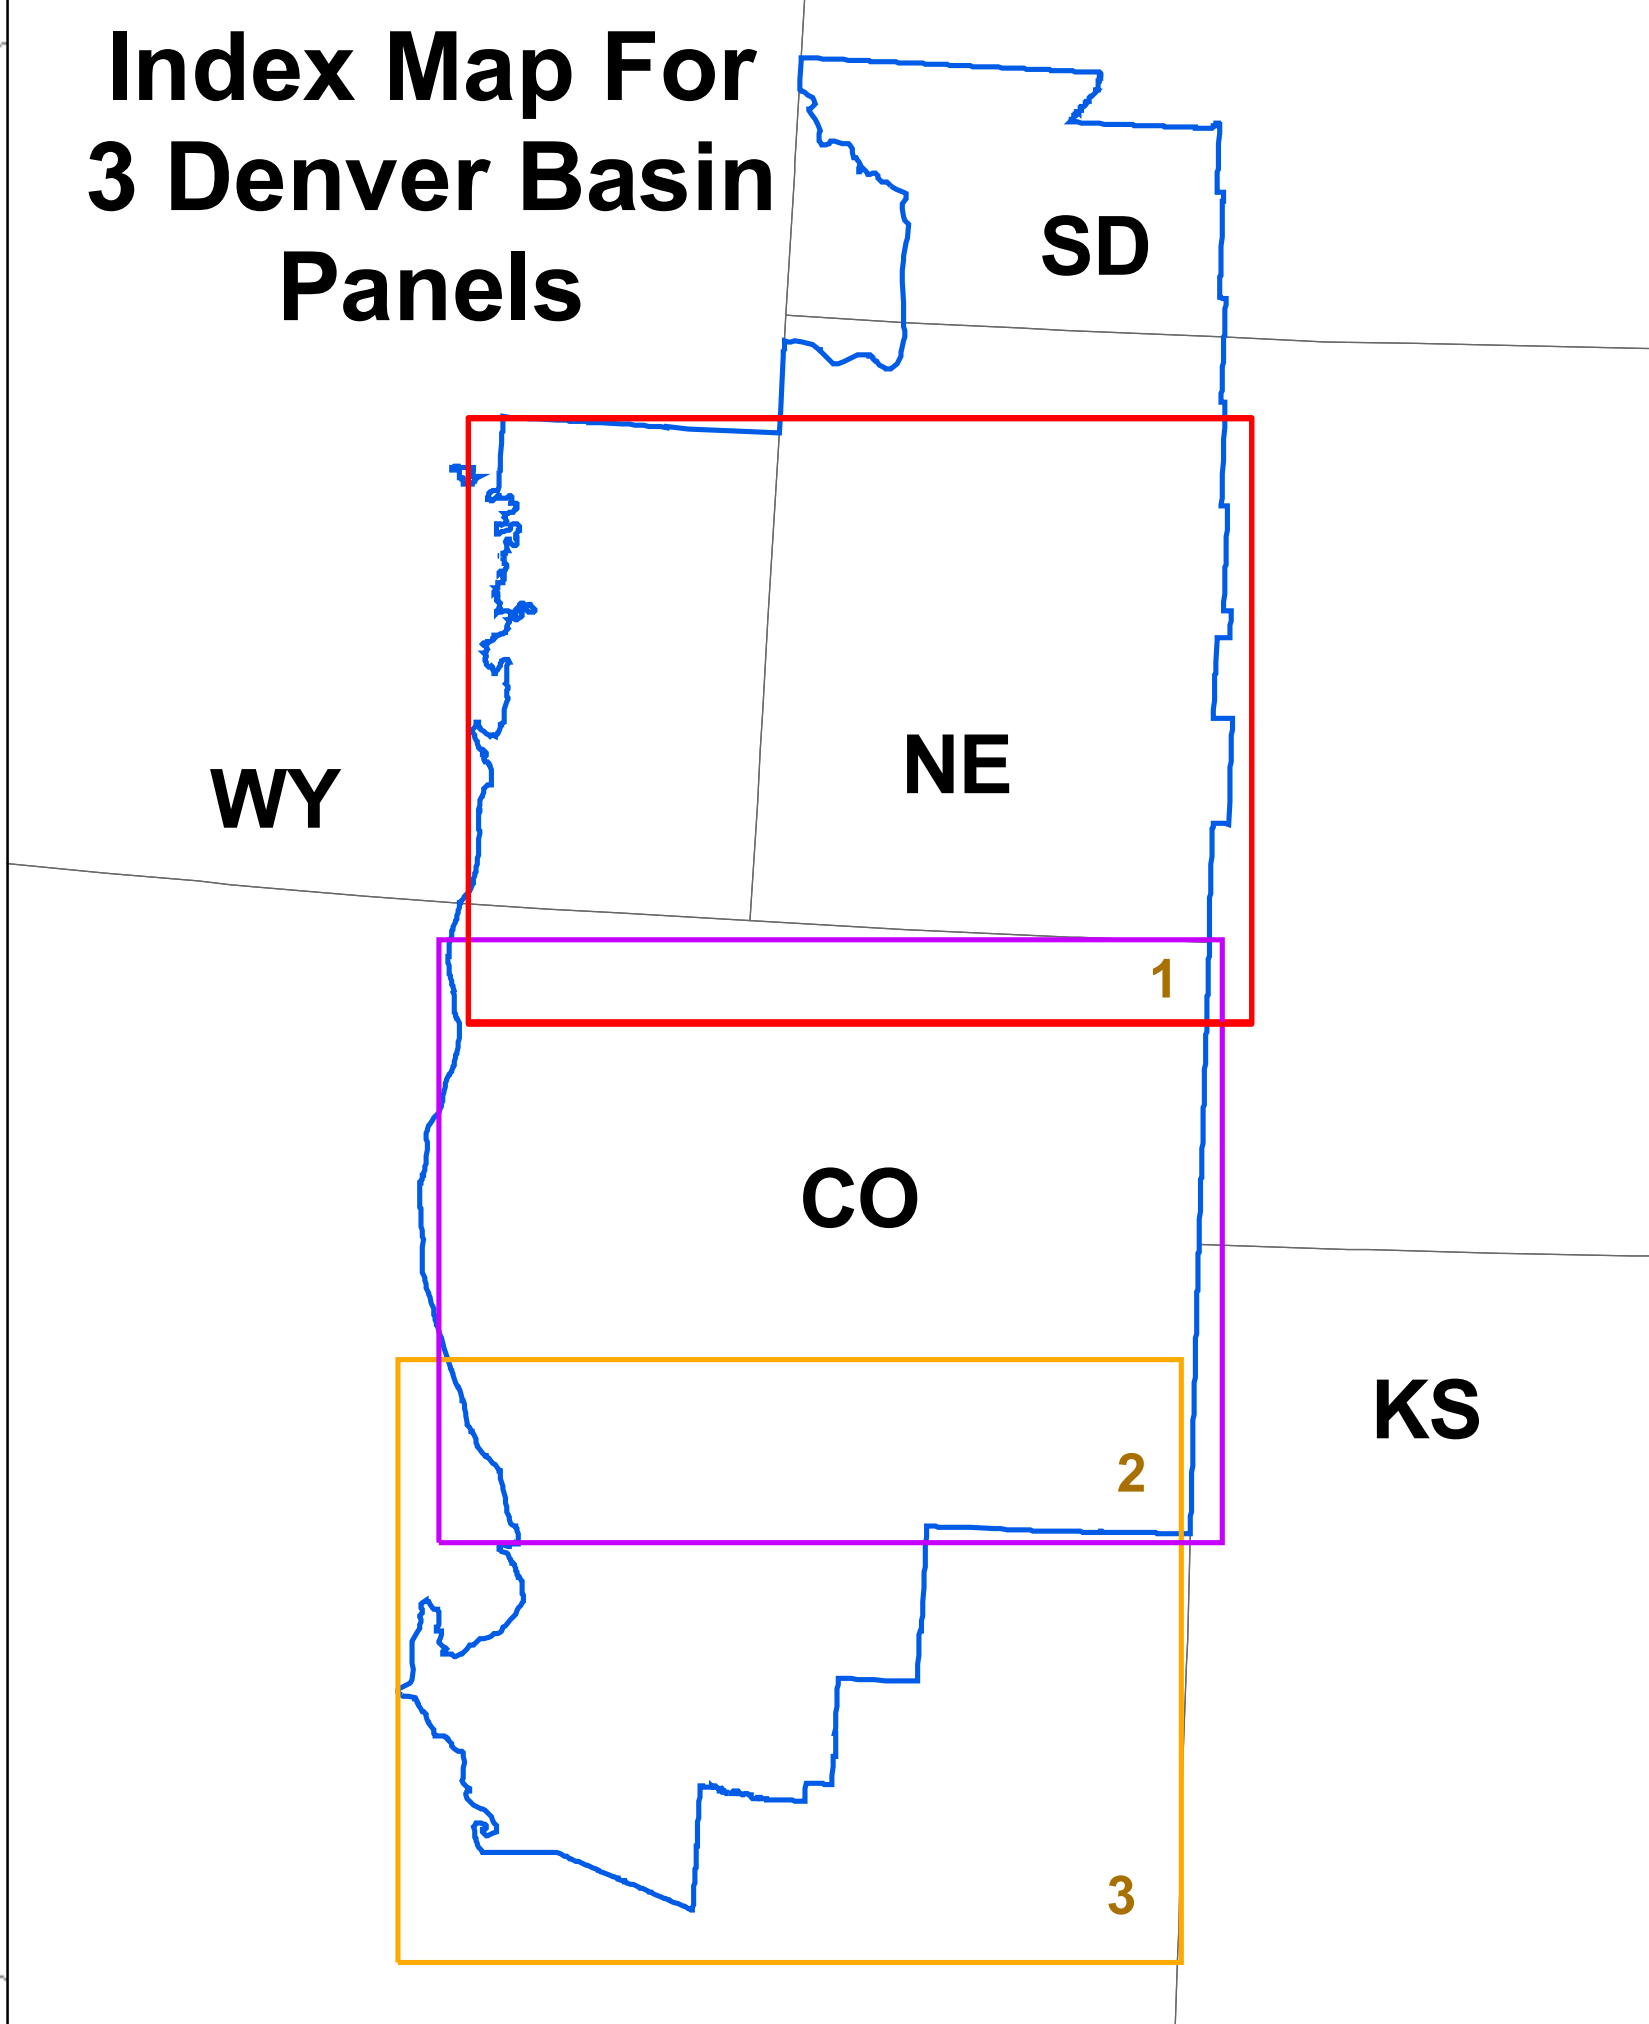 Index Map For
3 Denver Basin
Panels
SD
NE
WY
1
CO
KS
2
3